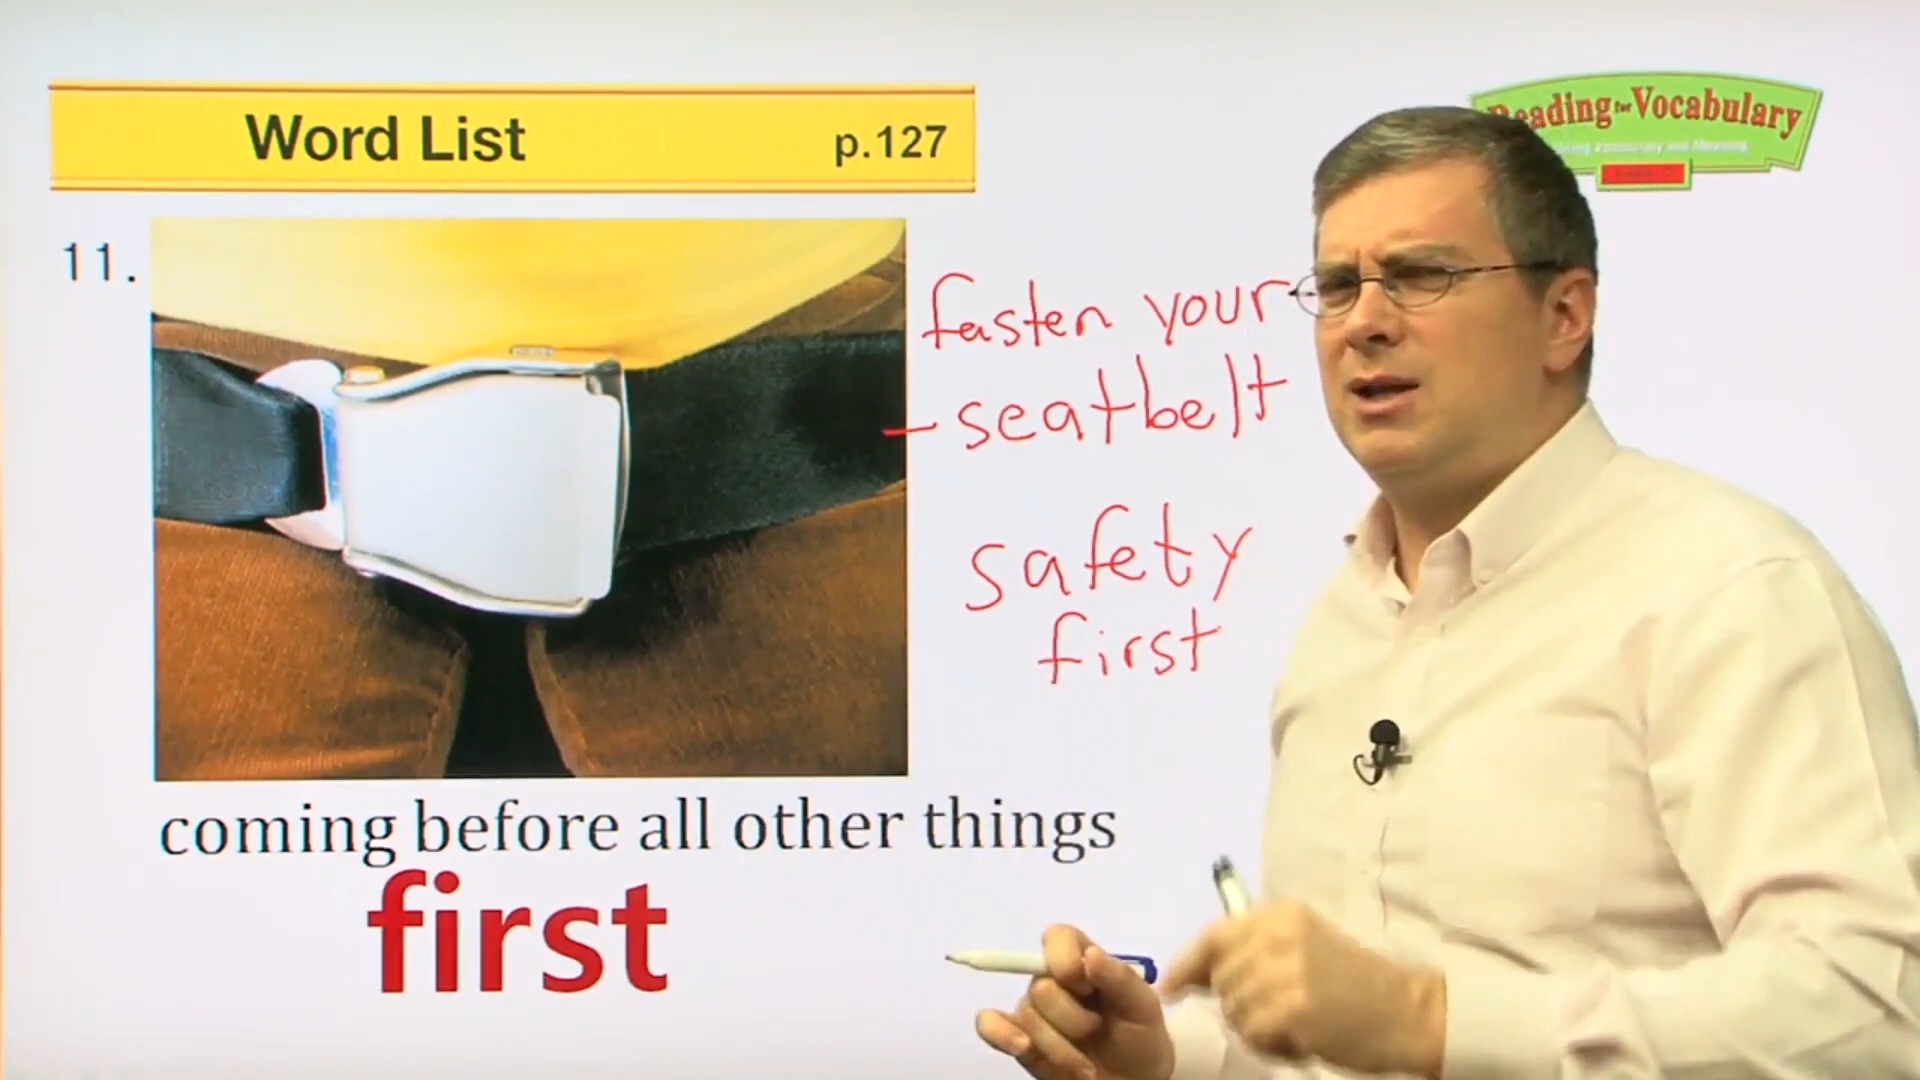 Word List p.127
Reading for Vocabulary
11.
fasten your
-seatbelt
safety
first
coming before all other things
first